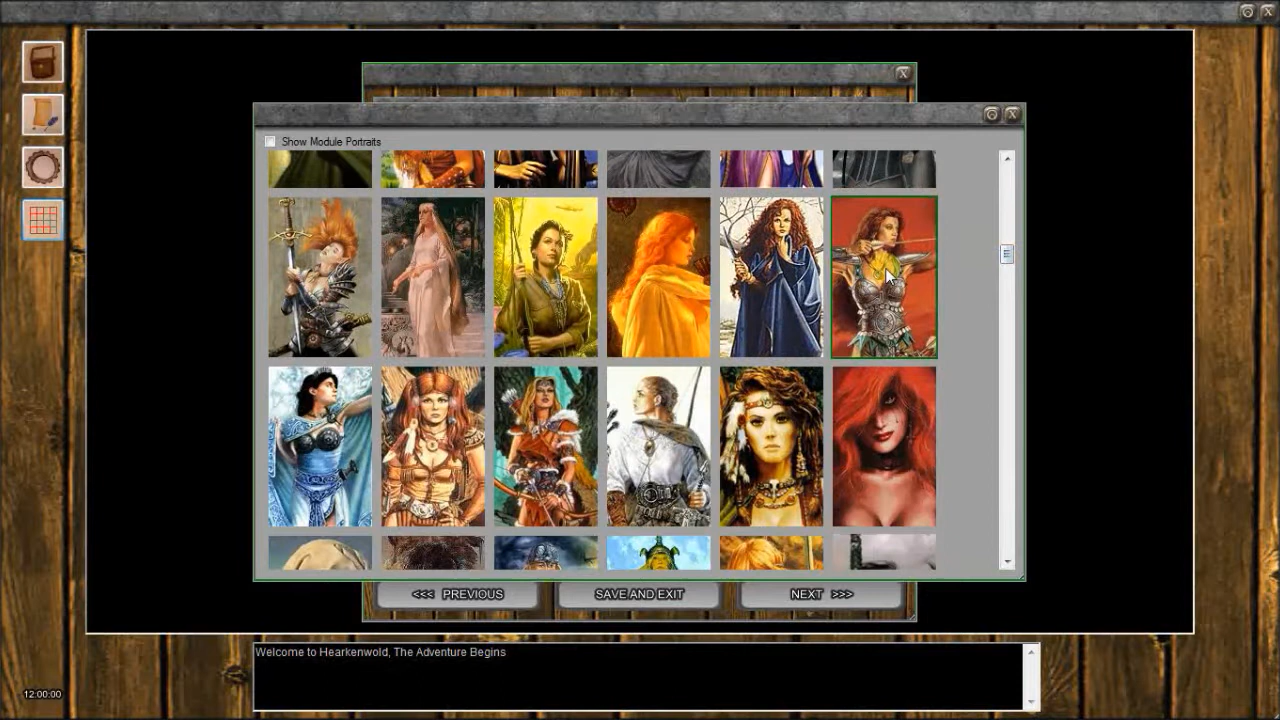 Show Module Portraits
<<< PREVIOUS
SAVE AND EXIT
NEXT >>>
Welcome to Hearkenwold, The Adventure Begins
12:00:00